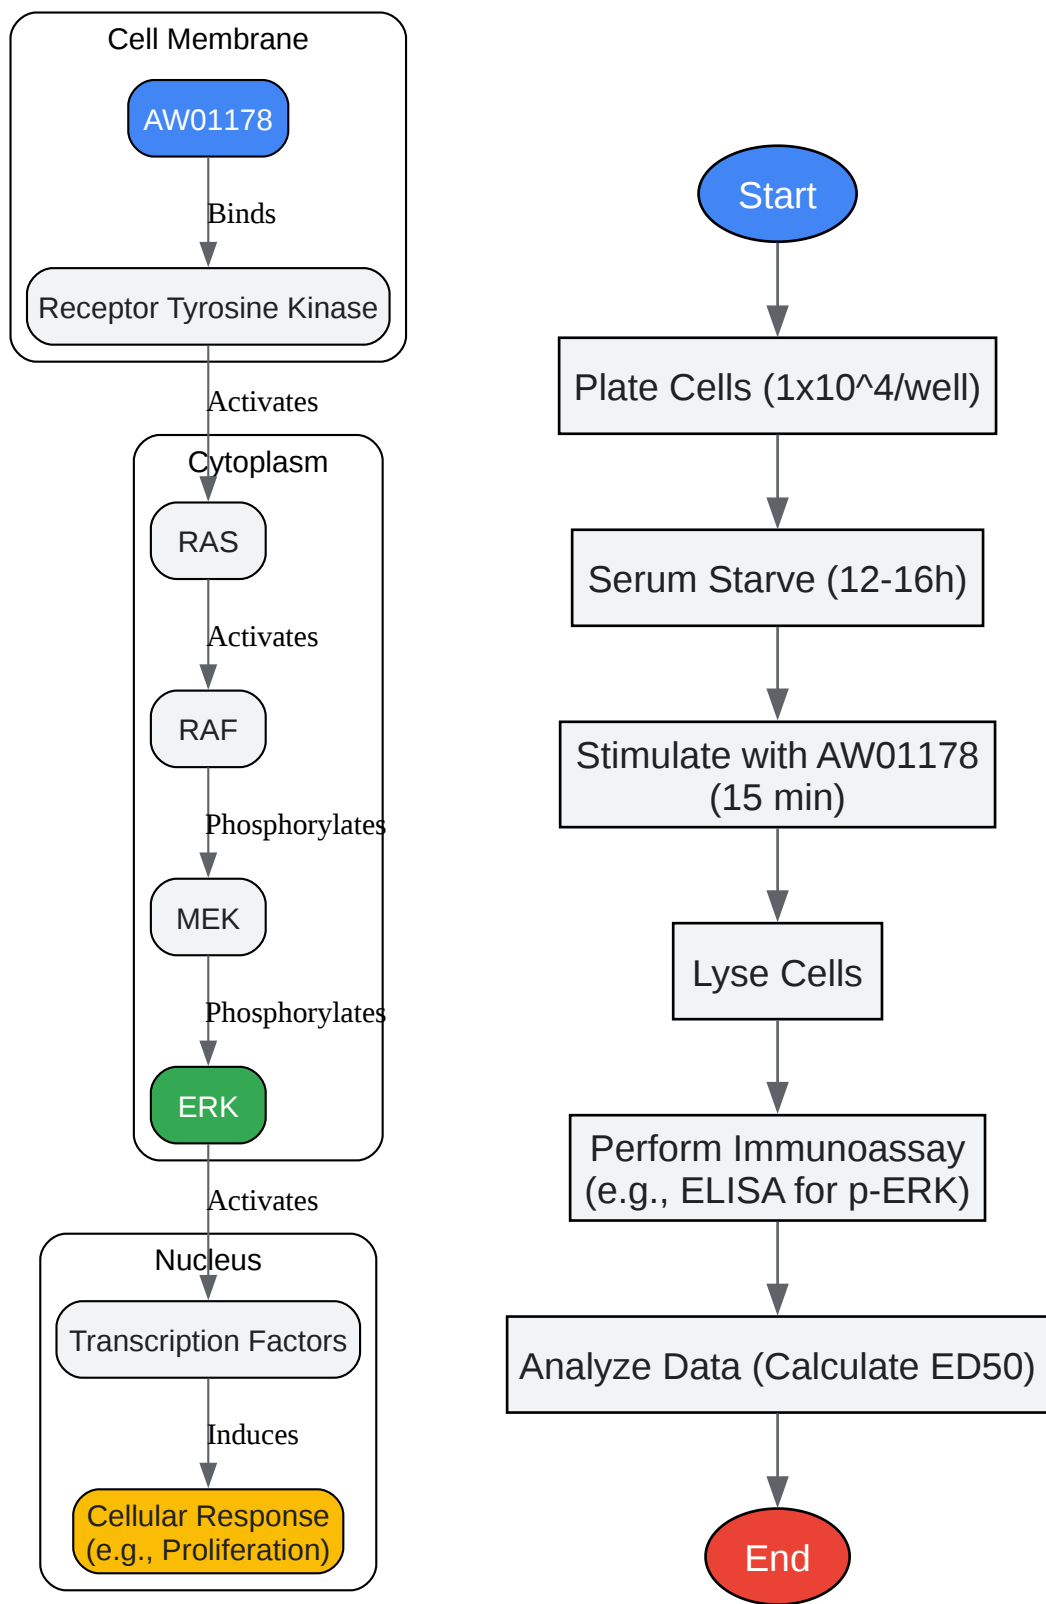 Cell Membrane
AW01178
Binds
Receptor Tyrosine Kinase
Activates
Cytoplasm
RAS
Activates
RAF
Phosphorylates
MEK
Phosphorylates
ERK
Activates
Nucleus
Transcription Factors
Induces
Cellular Response
(e.g., Proliferation)
Start
Plate Cells (1x10^4/well)
Serum Starve (12-16h)
Stimulate with AW01178
(15 min)
Lyse Cells
Perform Immunoassay
(e.g., ELISA for p-ERK)
Analyze Data (Calculate ED50)
End